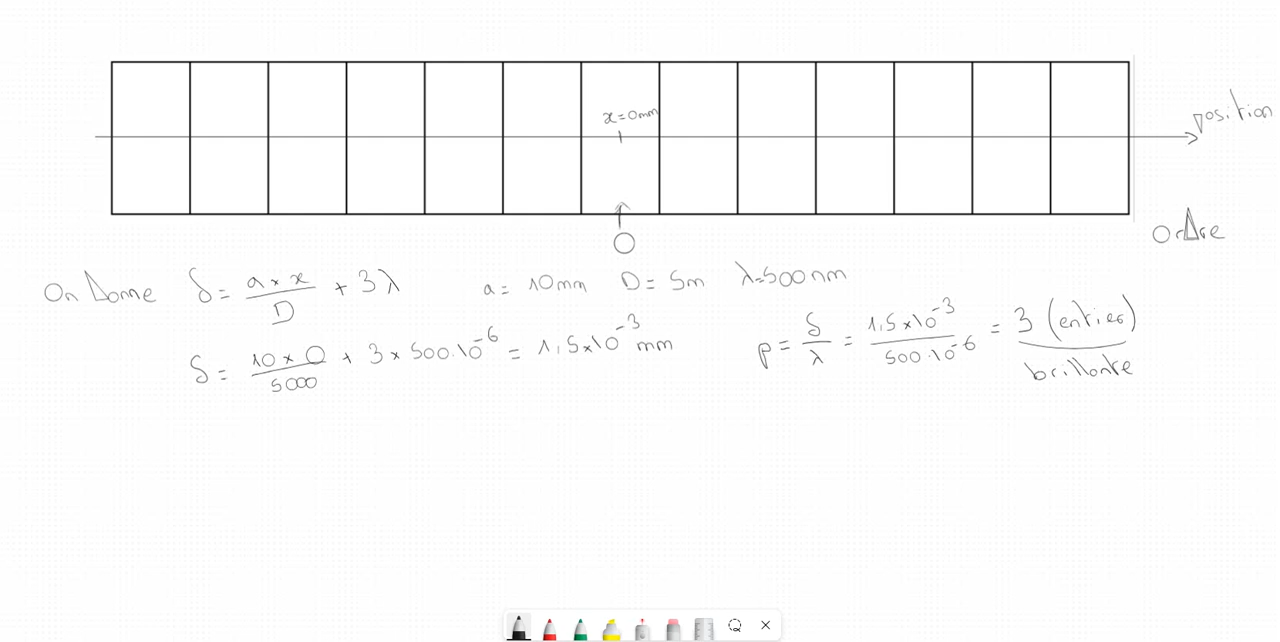 x=0mm
position
0
ordre
On donne δ = a × x / D + 3λ a = 10mm D = 5m λ=500nm
δ = 10 × 0 / 5000 + 3 × 500.10^-6 = 1,5×10^-3 mm p = δ / λ = 1,5×10^-3 / 500.10^-6 = 3 (entier)
brillante